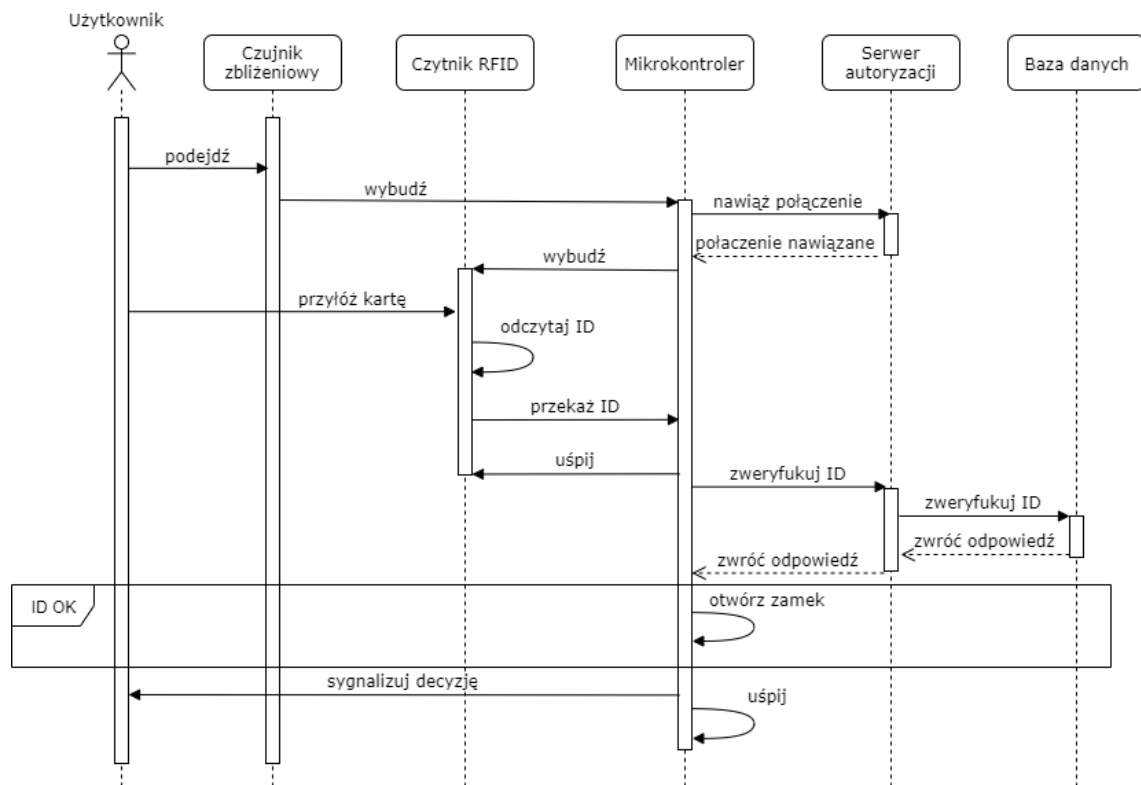 Użytkownik
Czujnik
zbliżeniowy
Czytnik RFID
Mikrokontroler
Serwer
autoryzacji
Baza danych
podejdź
wybudź
nawiąż połączenie
połaczenie nawiązane
wybudź
przyłóż kartę
odczytaj ID
przekaż ID
uśpij
zweryfukuj ID
zweryfukuj ID
zwróć odpowiedź
zwróć odpowiedź
ID OK
otwórz zamek
sygnalizuj decyzję
uśpij